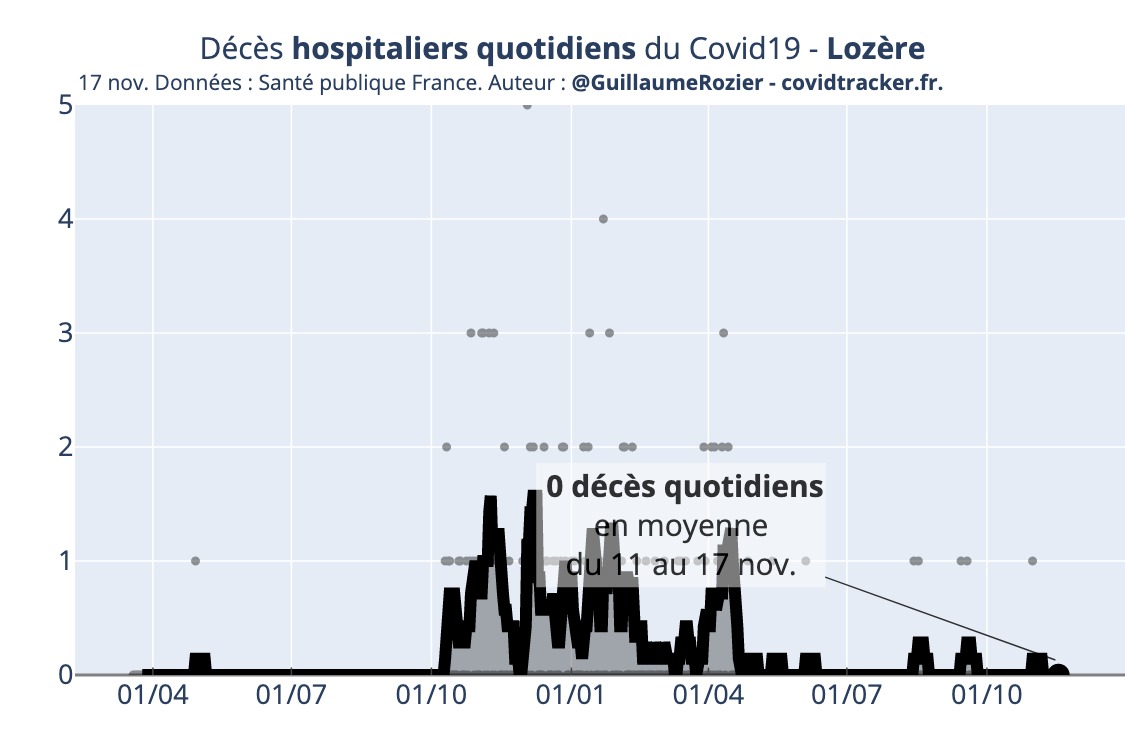 Décès hospitaliers quotidiens du Covid19 - Lozère
17 nov. Données : Santé publique France. Auteur : @GuillaumeRozier - covidtracker.fr.
5
4
3
2
0 décès quotidiens
en moyenne
1
du 11 au 17 nov.
0
01/04 01/07 01/10 01/01 01/04 01/07 01/10